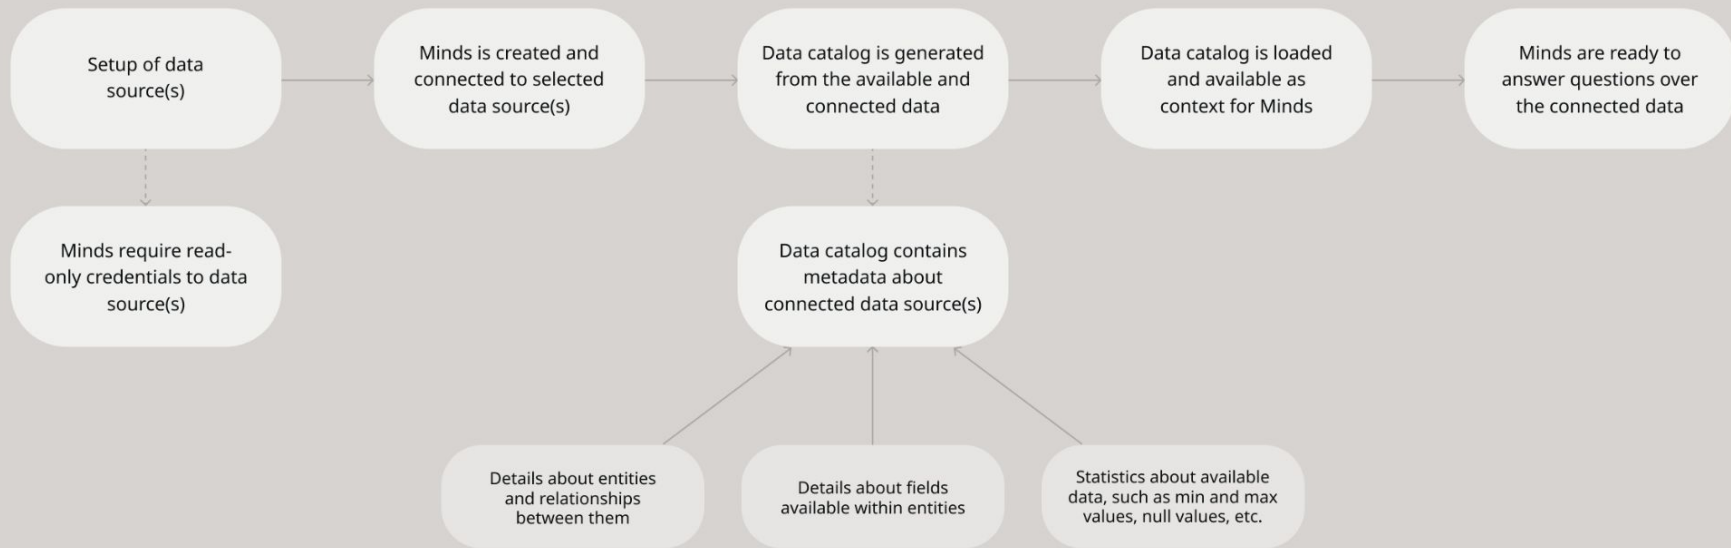 Setup of data
source(s)
Minds is created and
connected to selected
data source(s)
Data catalog is generated
from the available and
connected data
Data catalog is loaded
and available as
context for Minds
Minds are ready to
answer questions over
the connected data
Minds require read-
only credentials to data
source(s)
Data catalog contains
metadata about
connected data source(s)
Details about entities
and relationships
between them
Details about fields
available within entities
Statistics about available
data, such as min and max
values, null values, etc.